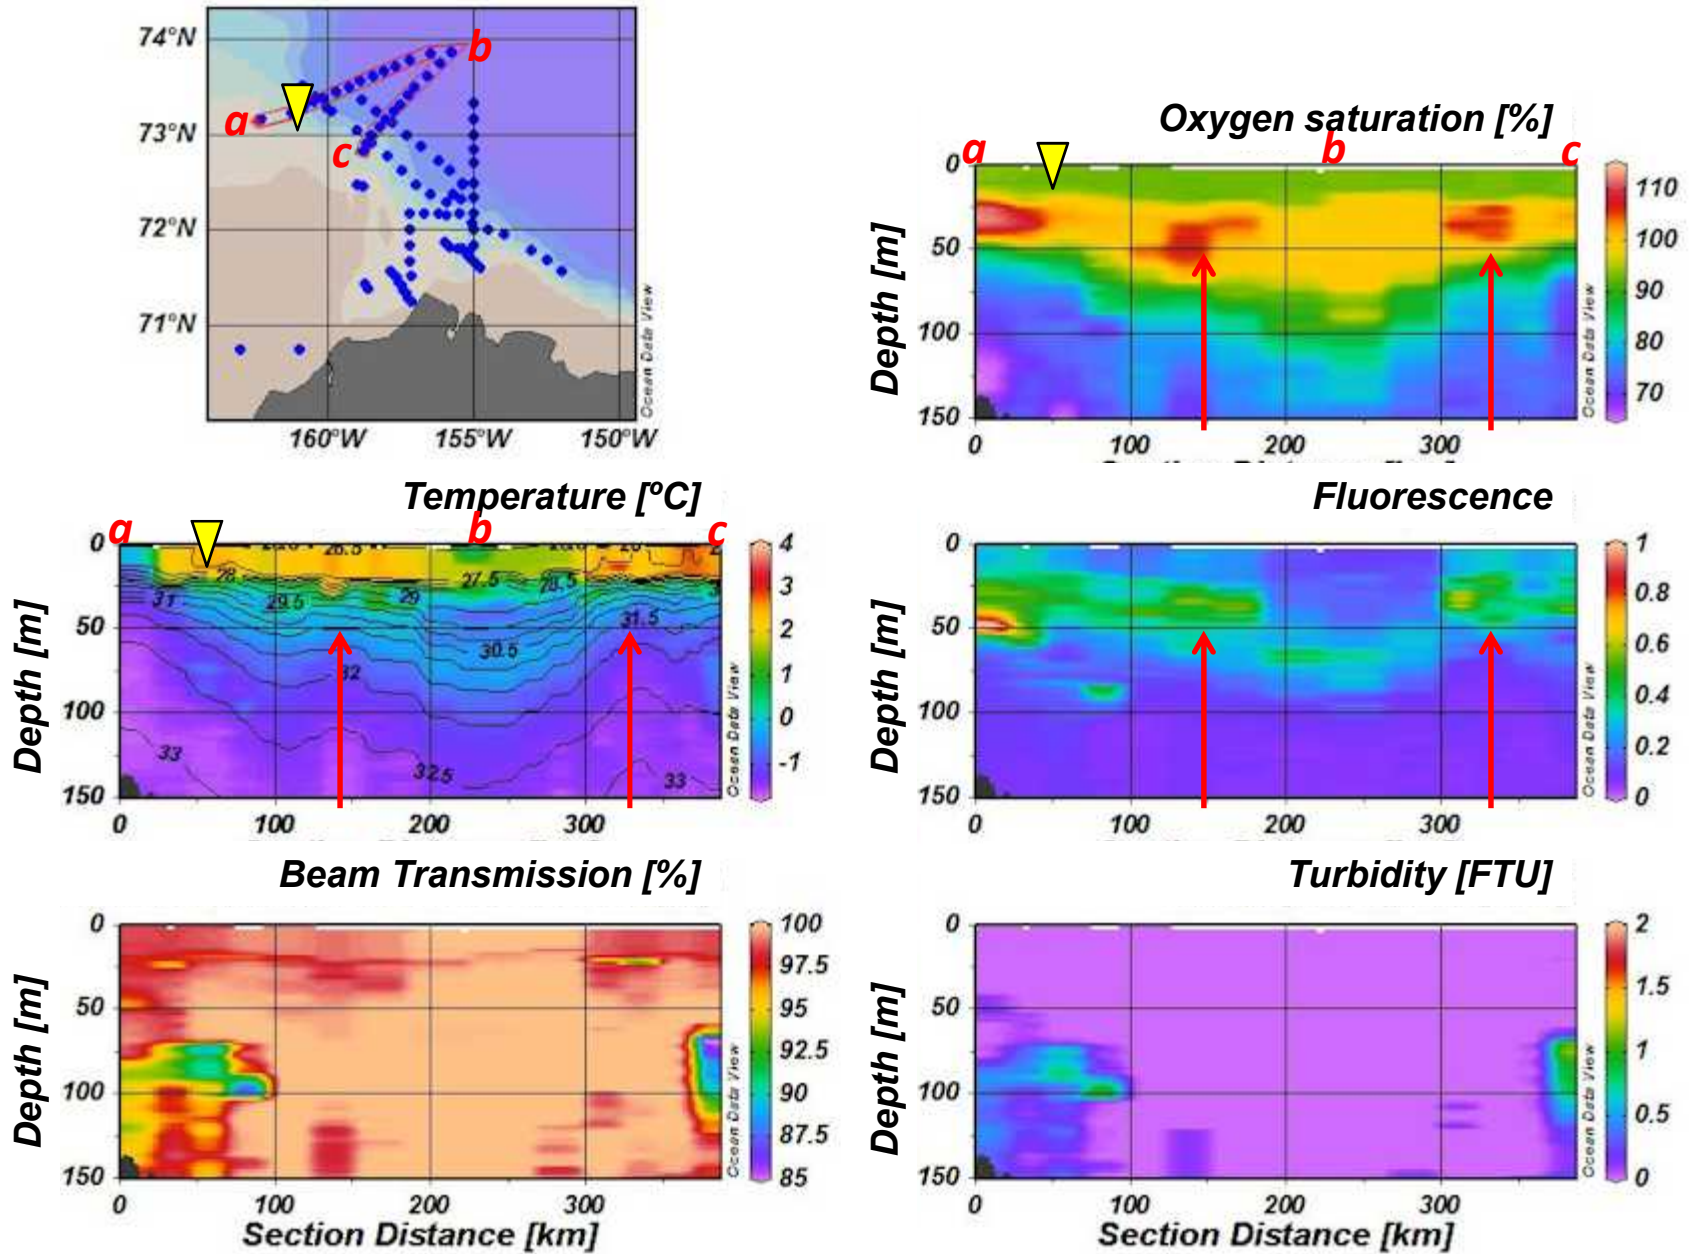 74°N
73°N
72°N
71°N
160°W
155°W
150°W
a
b
c
Ocean Data View
Oxygen saturation [%]
a
b
c
0
50
100
150
Depth [m]
0
100
200
300
110
100
90
80
70
Ocean Data View
Temperature [ºC]
a
b
c
0
50
100
150
Depth [m]
28.5
28
27.5
28.5
31
29.5
29
31.5
30.5
32
33
32.5
33
0
100
200
300
4
3
2
1
0
-1
Ocean Data View
Fluorescence
0
50
100
150
Depth [m]
0
100
200
300
1
0.8
0.6
0.4
0.2
0
Ocean Data View
Beam Transmission [%]
0
50
100
150
Depth [m]
0
100
200
300
Section Distance [km]
100
97.5
95
92.5
90
87.5
85
Ocean Data View
Turbidity [FTU]
0
50
100
150
Depth [m]
0
100
200
300
Section Distance [km]
2
1.5
1
0.5
0
Ocean Data View